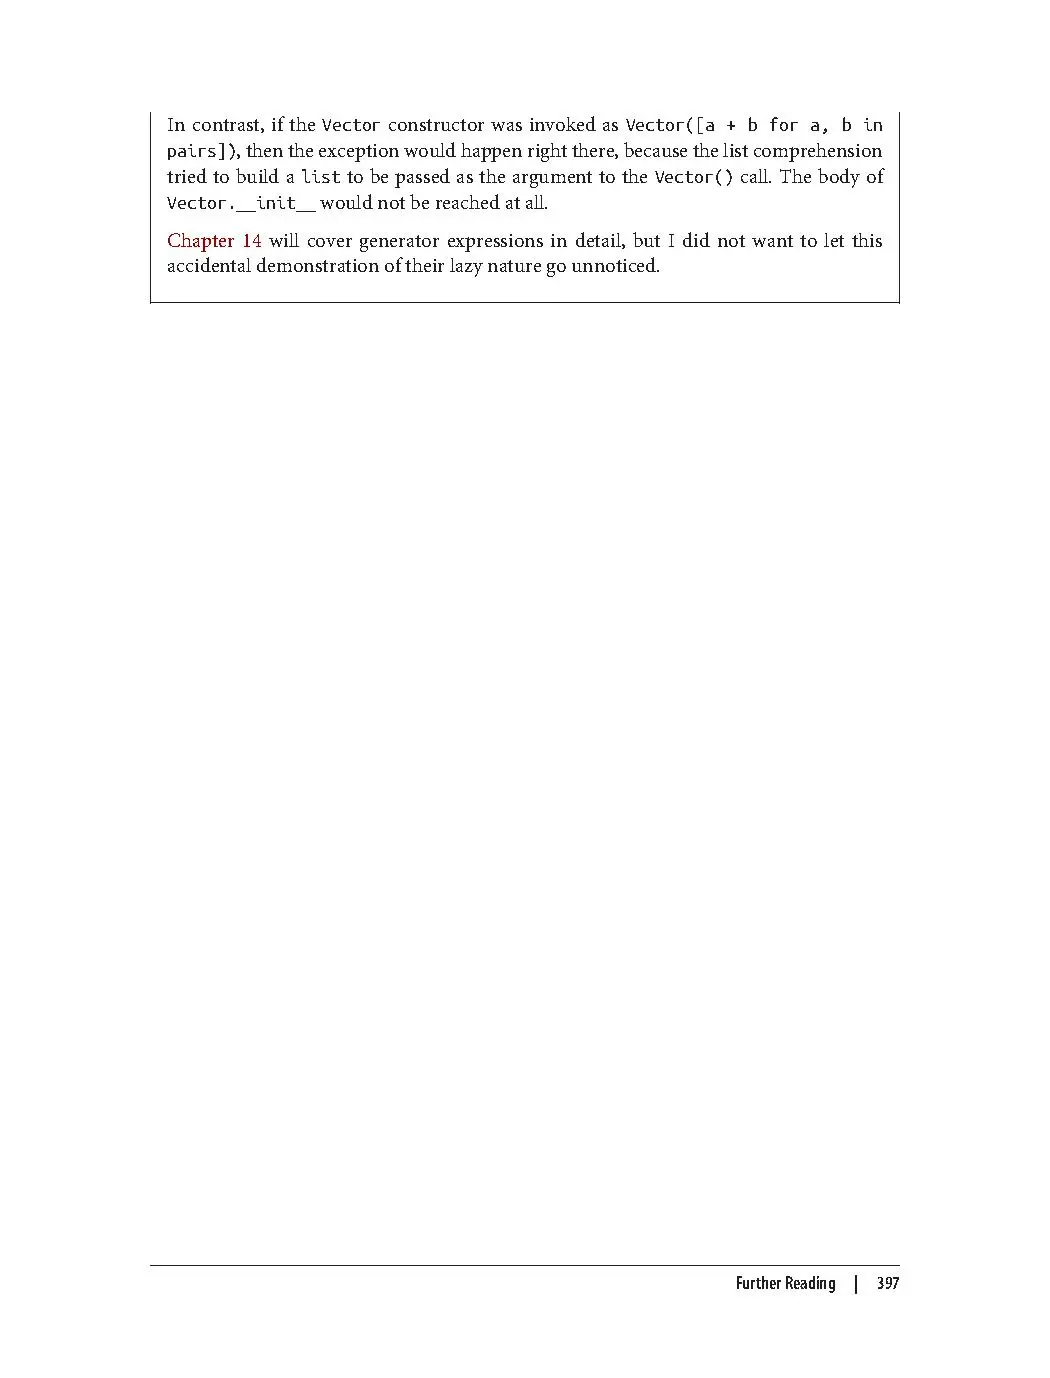 In contrast, if the Vector constructor was invoked as Vector([a + b for a, b in
pairs]), then the exception would happen right there, because the list comprehension
tried to build a list to be passed as the argument to the Vector() call. The body of
Vector.__init__ would not be reached at all.
Chapter 14 will cover generator expressions in detail, but I did not want to let this
accidental demonstration of their lazy nature go unnoticed.
Further Reading | 397